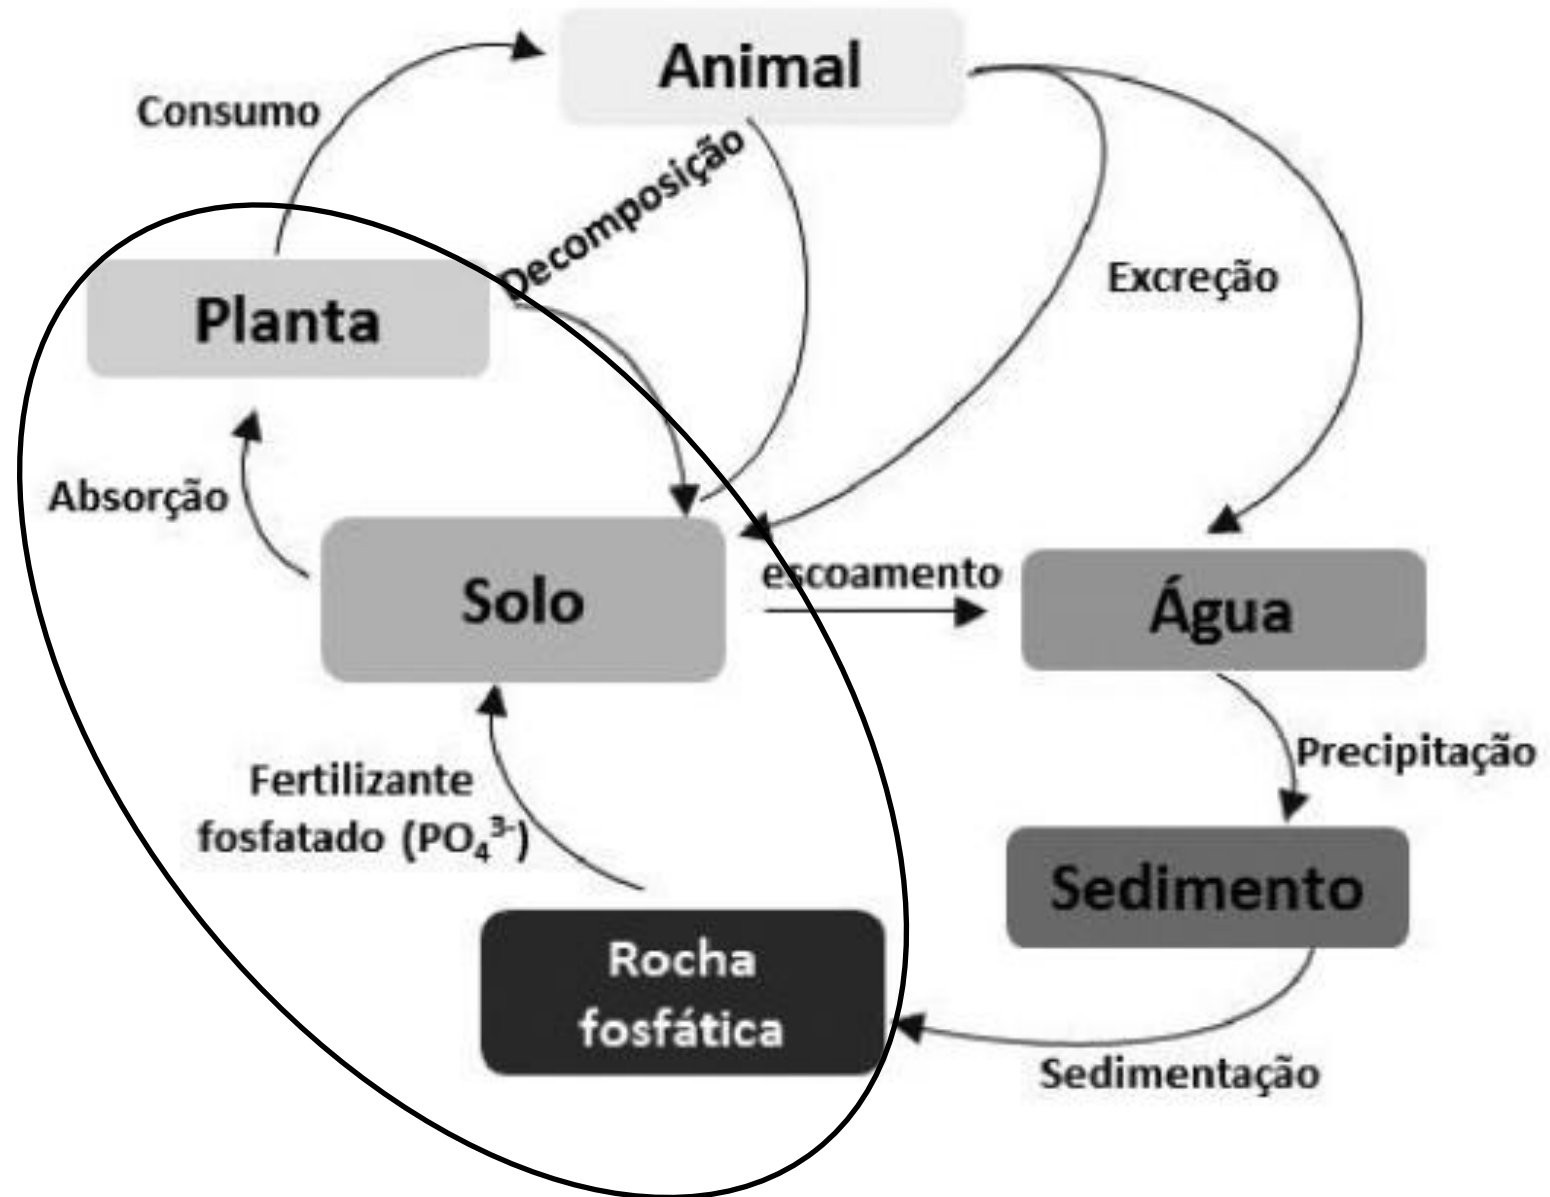 Animal
Consumo
Decomposição
Excreção
Planta
Absorção
Solo
escoamento
Água
Fertilizante
fosfatado (PO₄³⁻)
Precipitação
Sedimento
Rocha
fosfática
Sedimentação